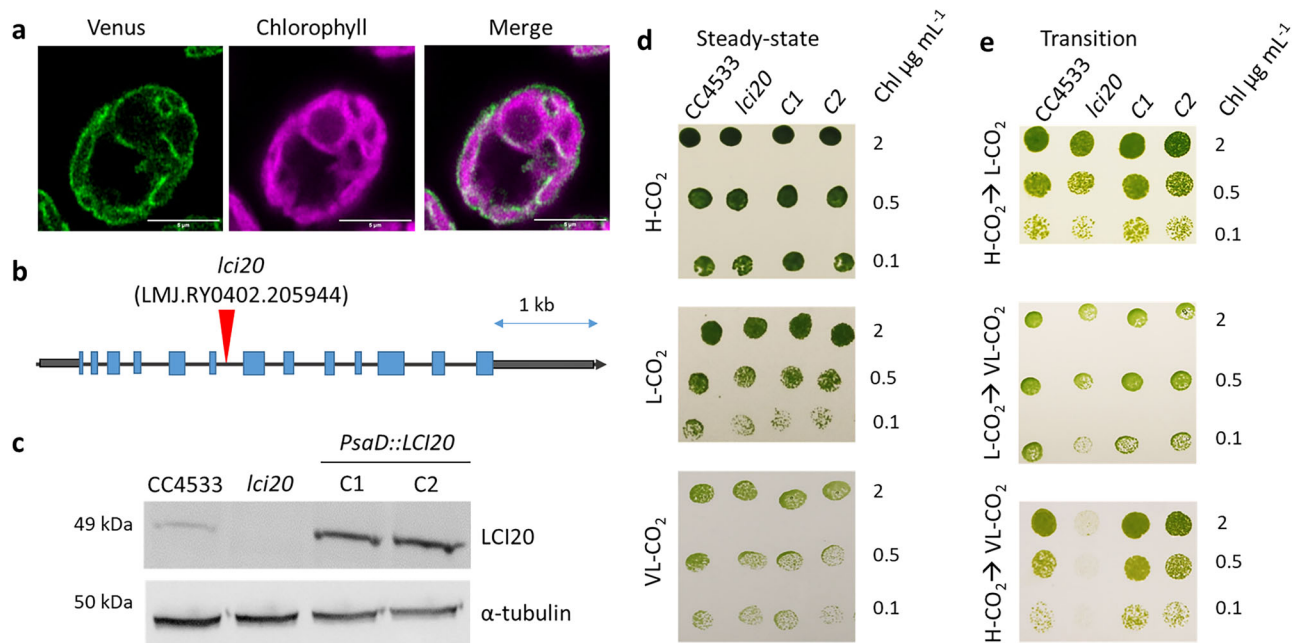 a
Venus
Chlorophyll
Merge
5 µm
5 µm
5 µm
b
lci20
(LMJ.RY0402.205944)
1 kb
c
PsaD::LCI20
CC4533
lci20
C1
C2
49 kDa
LCI20
50 kDa
α-tubulin
d
Steady-state
CC4533
lci20
C1
C2
Chl µg mL⁻¹
H-CO₂
2
0.5
0.1
L-CO₂
2
0.5
0.1
VL-CO₂
2
0.5
0.1
e
Transition
CC4533
lci20
C1
C2
Chl µg mL⁻¹
H-CO₂→ L-CO₂
2
0.5
0.1
L-CO₂→ VL-CO₂
2
0.5
0.1
H-CO₂→ VL-CO₂
2
0.5
0.1